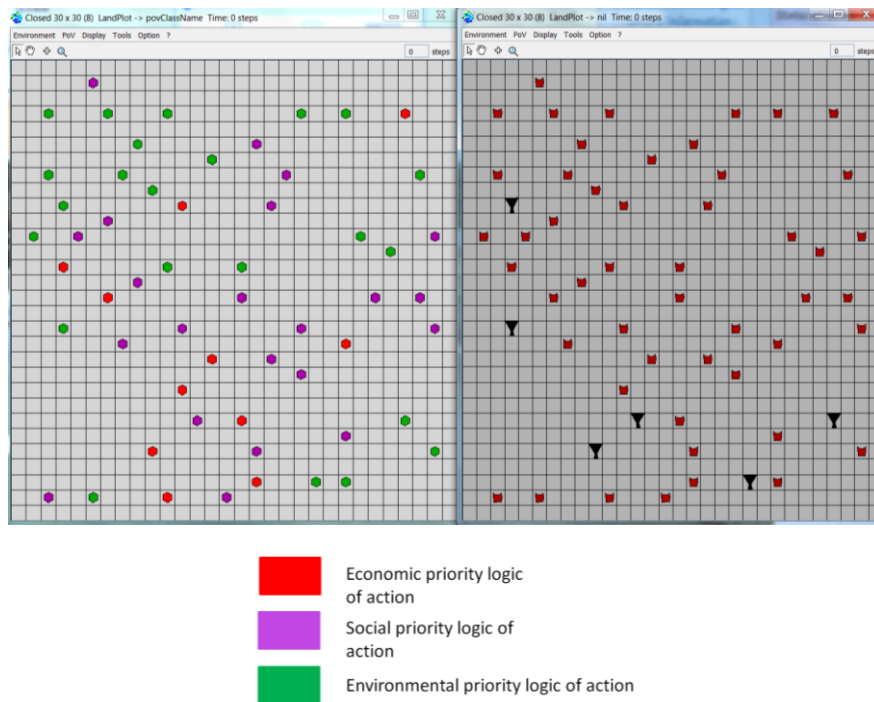 Closed 30 x 30 (8) LandPlot -> povClassName Time: 0 steps
Environment PoV Display Tools Option ?
0 steps
Closed 30 x 30 (8) LandPlot -> nil Time: 0 steps
Environment PoV Display Tools Option ?
0 steps
Economic priority logic
of action
Social priority logic of
action
Environmental priority logic of action